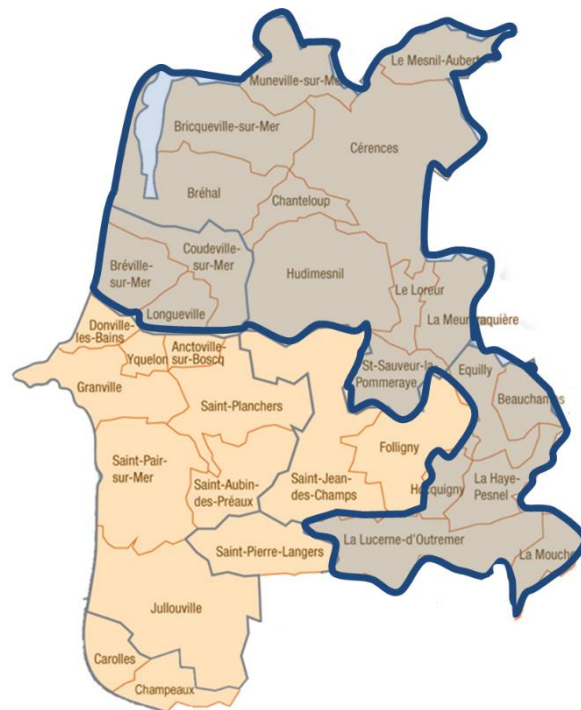 Le Mesnil-Aubert
Muneville-sur-Mer
Bricqueville-sur-Mer
Cérences
Bréhal
Chanteloup
Coudeville-
sur-Mer
Bréville-
sur-Mer
Hudimesnil
Le Loreur
Longueville
La Meurdraquière
Donville-
les-Bains
Anctoville-
sur-Boscq
Yquelon
St-Sauveur-la-
Pommeraye
Equilly
Granville
Beauchamps
Saint-Planchers
Folligny
Saint-Pair-
sur-Mer
Saint-Aubin-
des-Préaux
Saint-Jean-
des-Champs
Hocquigny
La Haye-
Pesnel
La Lucerne-d'Outremer
Saint-Pierre-Langers
La Mouche
Jullouville
Carolles
Champeaux